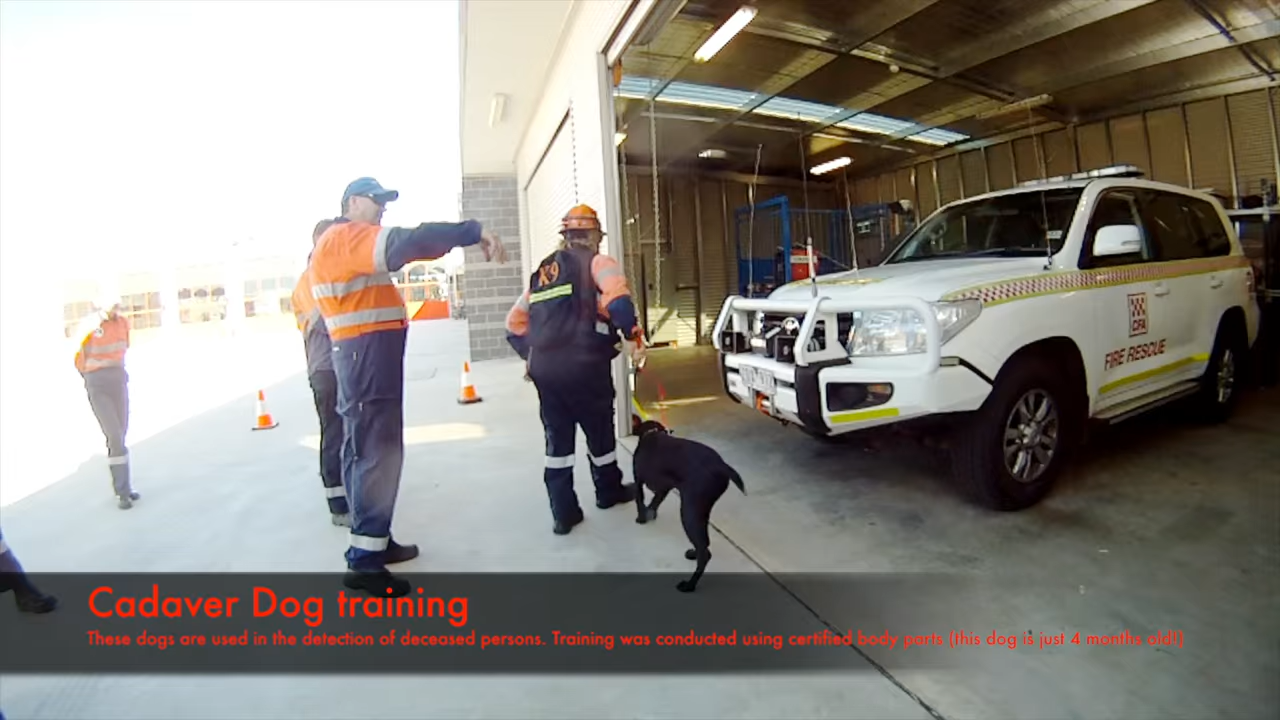 K9
CFA
FIRE RESCUE
Cadaver Dog training
These dogs are used in the detection of deceased persons. Training was conducted using certified body parts (this dog is just 4 months old!)